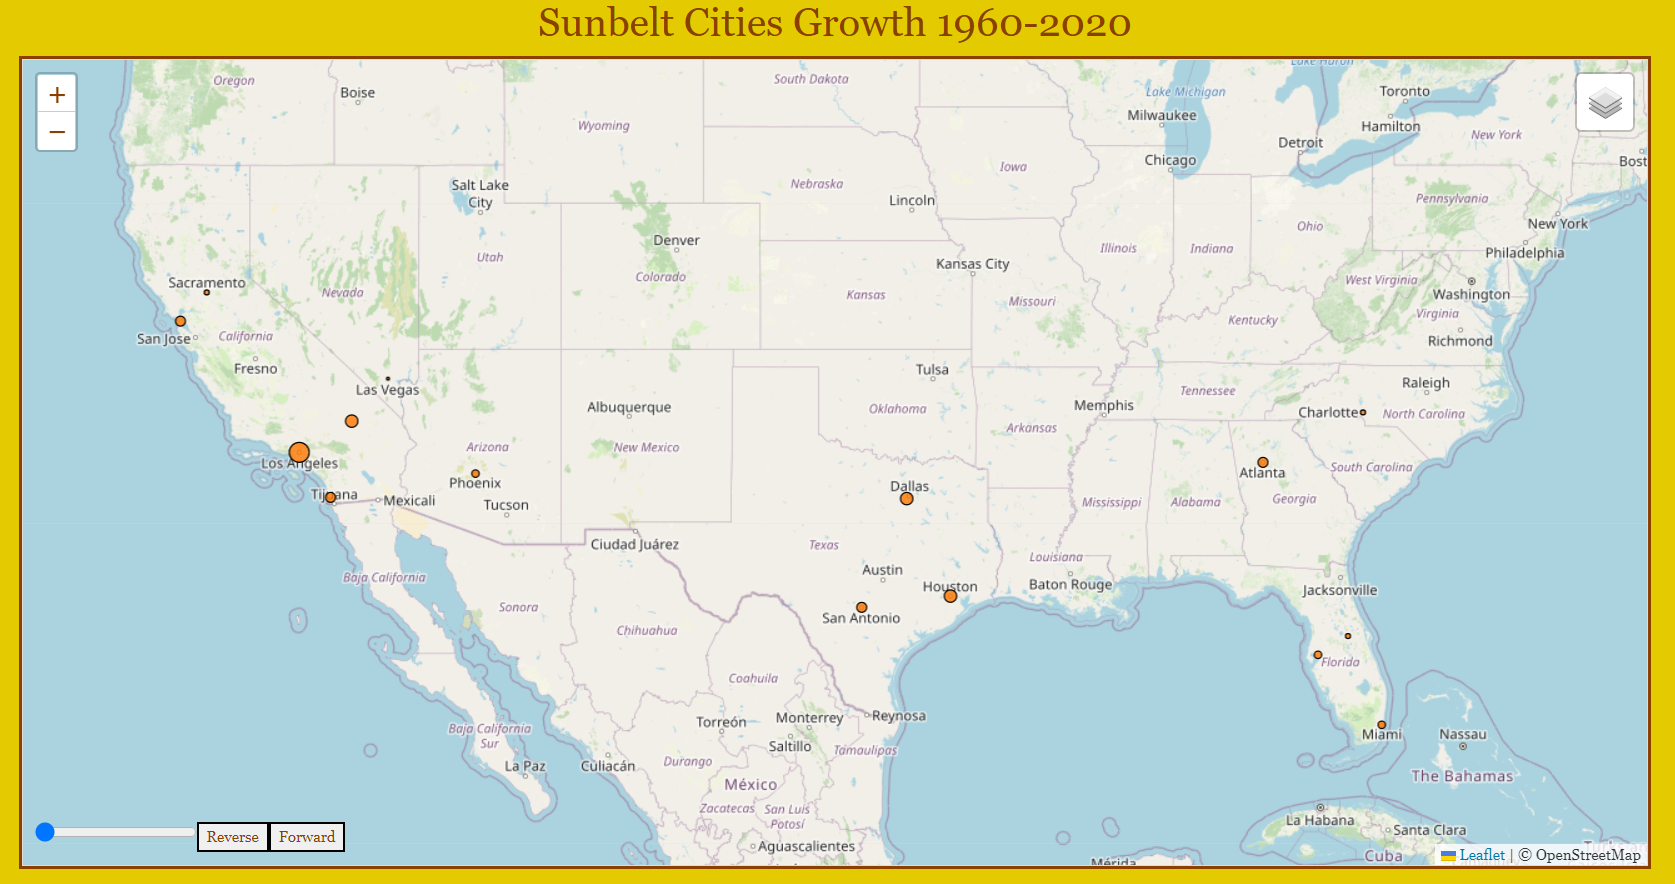 Sunbelt Cities Growth 1960-2020
+
−
Oregon
Boise
South Dakota
Lake Huron
Toronto
Lake Michigan
Milwaukee
Hamilton
Wyoming
New York
Detroit
Chicago
Bost
Iowa
Salt Lake
City
Nebraska
Lincoln
Pennsylvania
New York
Ohio
Denver
Utah
Illinois
Indiana
Philadelphia
Kansas City
Colorado
Sacramento
Nevada
Kansas
Missouri
West Virginia
Washington
Virginia
Kentucky
San Jose
California
Richmond
Fresno
Tulsa
Las Vegas
Tennessee
Raleigh
Albuquerque
Oklahoma
Memphis
Charlotte
North Carolina
Arkansas
Arizona
New Mexico
Los Angeles
South Carolina
Atlanta
Phoenix
Dallas
Tijuana
Mexicali
Tucson
Mississippi
Alabama
Georgia
Ciudad Juárez
Texas
Louisiana
Austin
Baja California
Houston
Baton Rouge
Jacksonville
Sonora
San Antonio
Chihuahua
Florida
Coahuila
Torreón
Monterrey
Reynosa
Baja California
Sur
Miami
Nassau
Saltillo
Tamaulipas
La Paz
Culiacán
Durango
The Bahamas
México
Zacatecas
San Luis
Potosí
La Habana
Santa Clara
Reverse
Forward
Aguascalientes
Cuba
Mérida
Leaflet | © OpenStreetMap